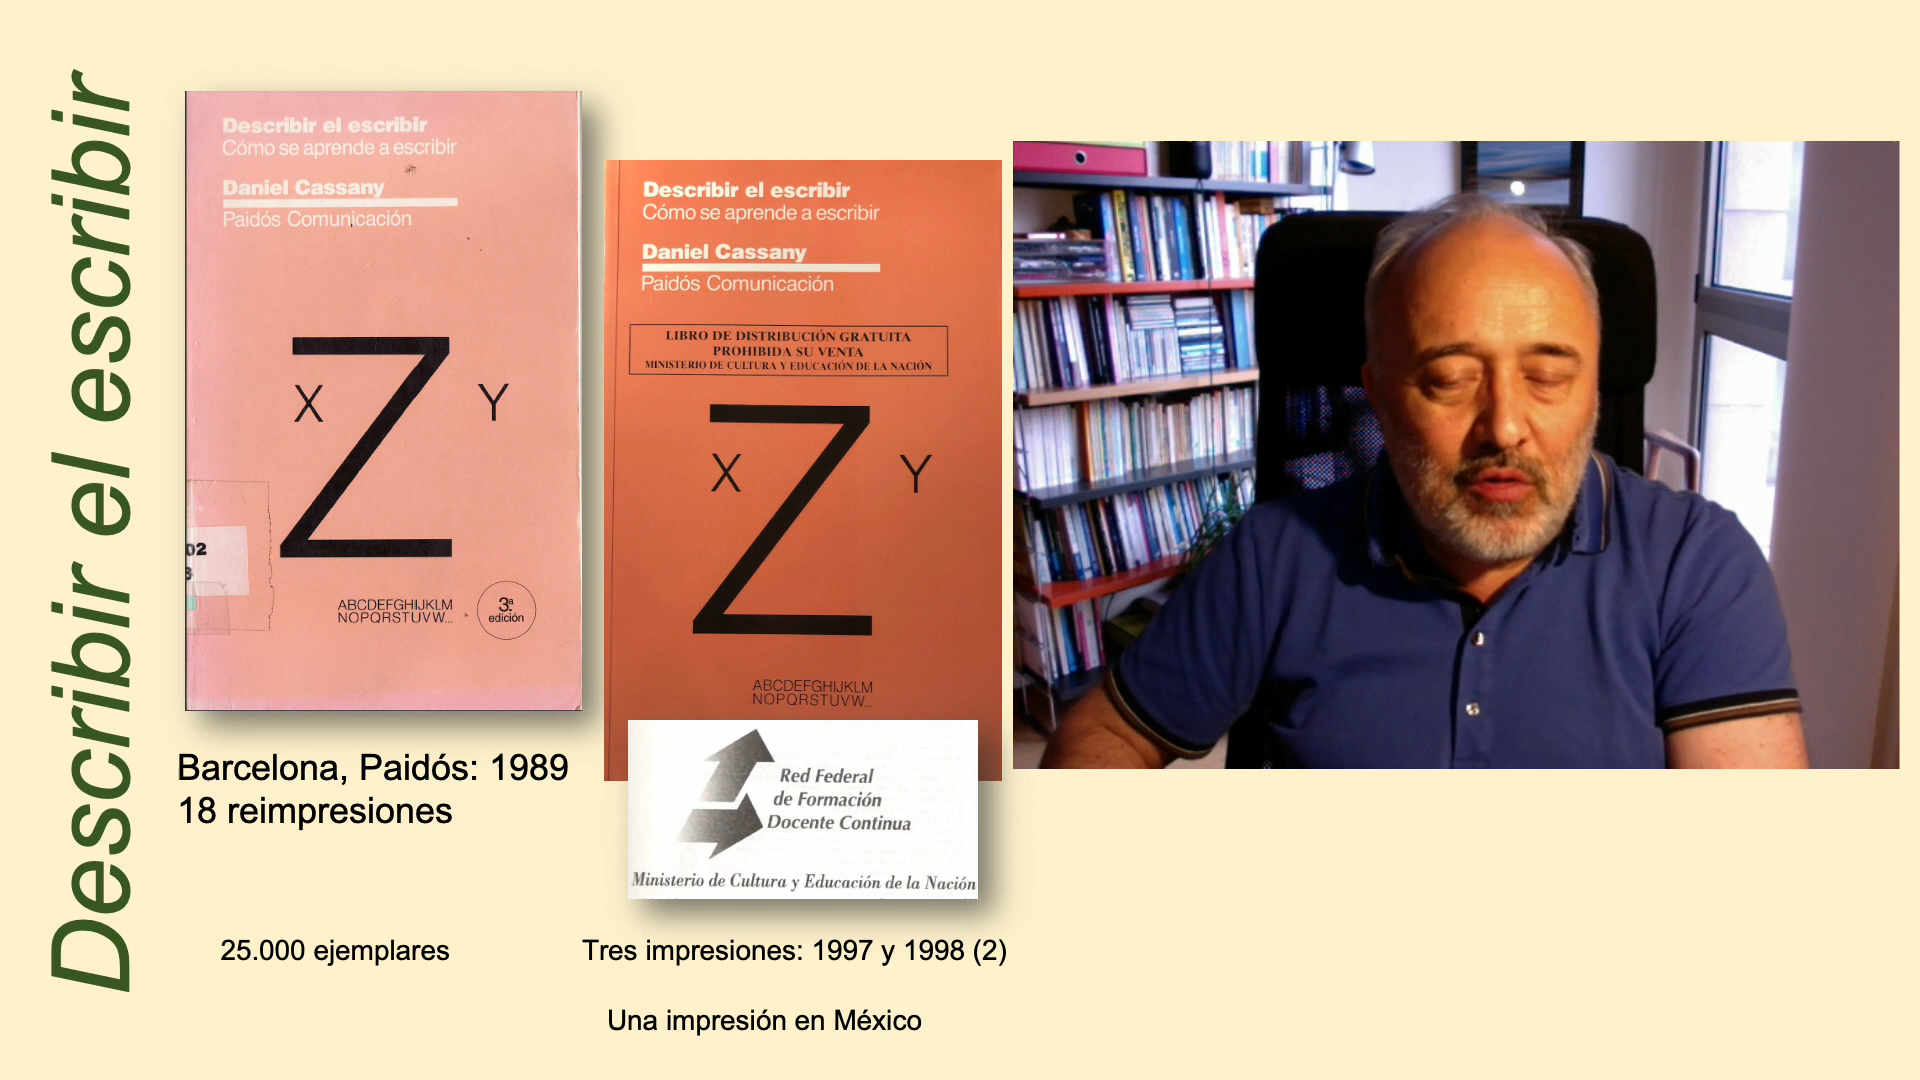 Describir el escribir
Describir el escribir
Cómo se aprende a escribir
Daniel Cassany
Paidós Comunicación
X Z Y
02
ABCDEFGHIJKLM
NOPQRSTUVW...
3.ª
edición
Barcelona, Paidós: 1989
18 reimpresiones
25.000 ejemplares
Describir el escribir
Cómo se aprende a escribir
Daniel Cassany
Paidós Comunicación
LIBRO DE DISTRIBUCIÓN GRATUITA
PROHIBIDA SU VENTA
MINISTERIO DE CULTURA Y EDUCACIÓN DE LA NACIÓN
X Z Y
ABCDEFGHIJKLM
NOPQRSTUVW...
Red Federal
de Formación
Docente Continua
Ministerio de Cultura y Educación de la Nación
Tres impresiones: 1997 y 1998 (2)
Una impresión en México